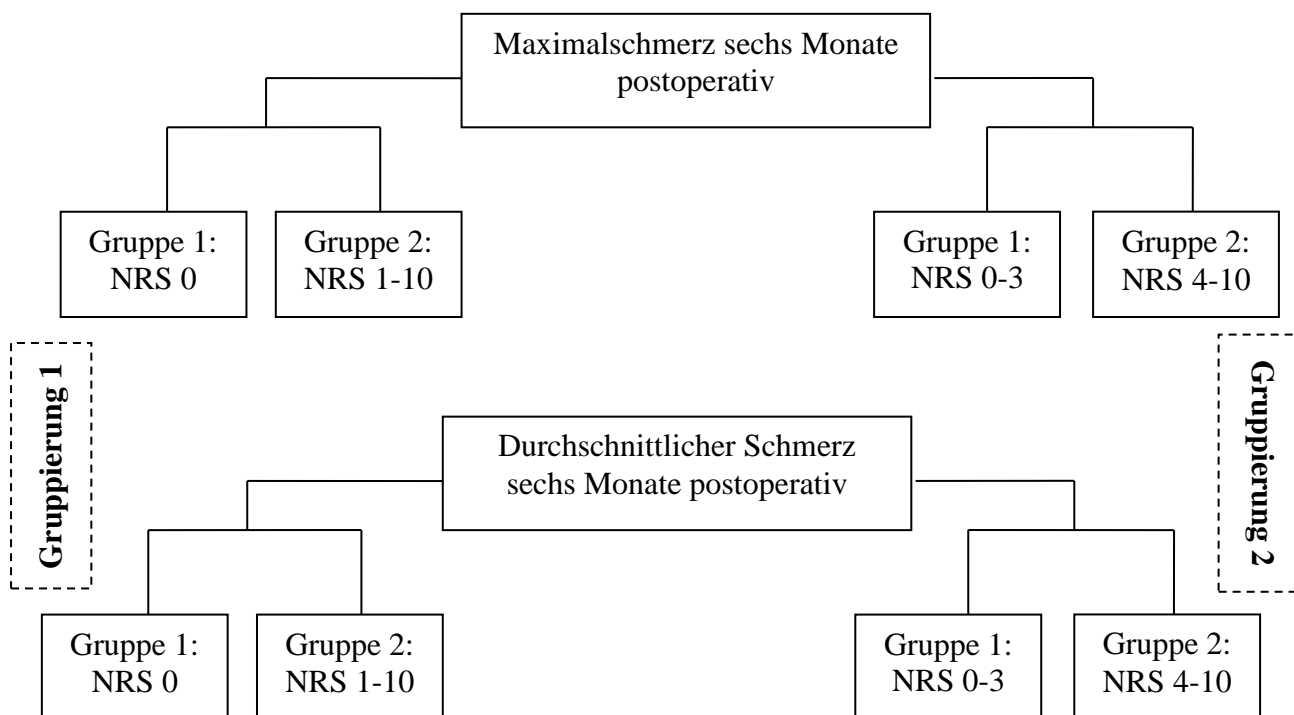 Maximalschmerz sechs Monate
postoperativ
Gruppe 1:
NRS 0
Gruppe 2:
NRS 1-10
Gruppe 1:
NRS 0-3
Gruppe 2:
NRS 4-10
Gruppierung 1
Gruppierung 2
Durchschnittlicher Schmerz
sechs Monate postoperativ
Gruppe 1:
NRS 0
Gruppe 2:
NRS 1-10
Gruppe 1:
NRS 0-3
Gruppe 2:
NRS 4-10